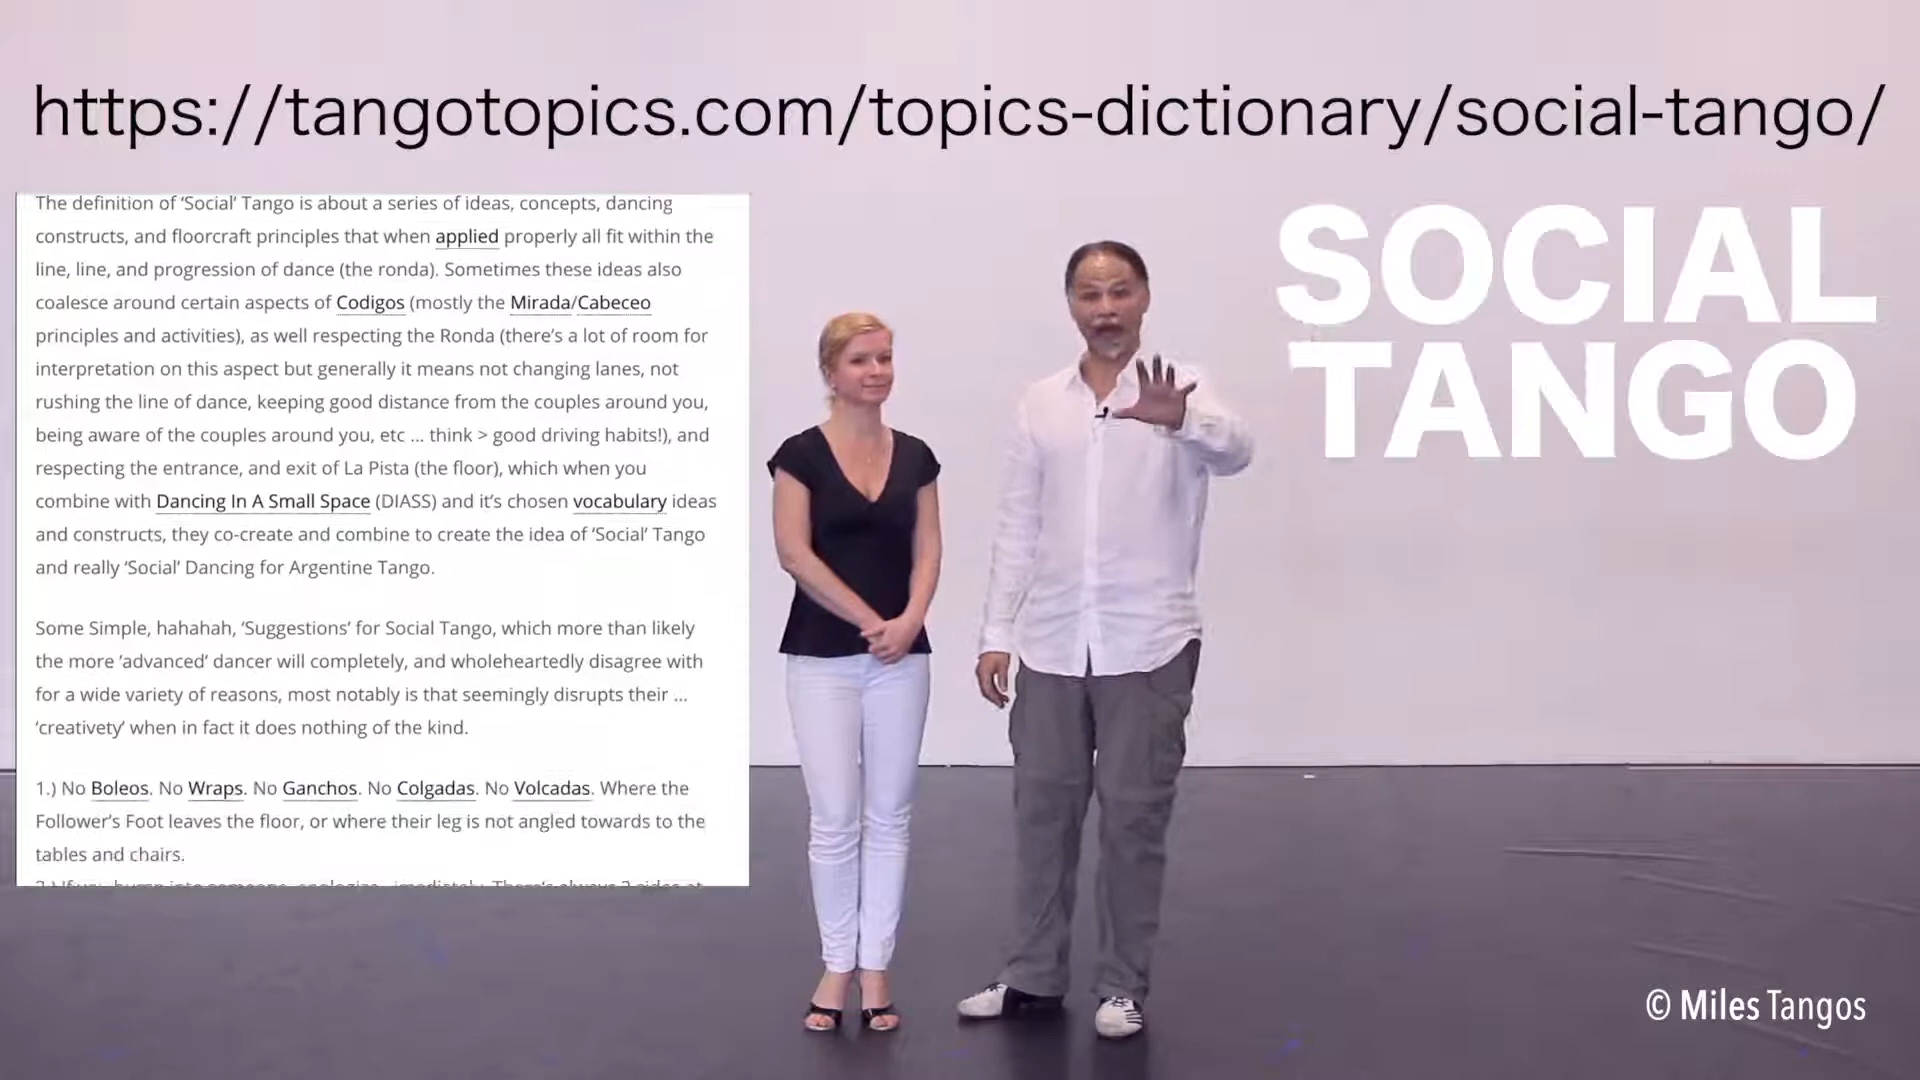 https://tangotopics.com/topics-dictionary/social-tango/
The definition of ‘Social’ Tango is about a series of ideas, concepts, dancing
constructs, and floorcraft principles that when applied properly all fit within the
line, line, and progression of dance (the ronda). Sometimes these ideas also
coalesce around certain aspects of Codigos (mostly the Mirada/Cabeceo
principles and activities), as well respecting the Ronda (there’s a lot of room for
interpretation on this aspect but generally it means not changing lanes, not
rushing the line of dance, keeping good distance from the couples around you,
being aware of the couples around you, etc ... think > good driving habits!), and
respecting the entrance, and exit of La Pista (the floor), which when you
combine with Dancing In A Small Space (DIASS) and it’s chosen vocabulary ideas
and constructs, they co-create and combine to create the idea of ‘Social’ Tango
and really ‘Social’ Dancing for Argentine Tango.
Some Simple, hahahah, ‘Suggestions’ for Social Tango, which more than likely
the more ‘advanced’ dancer will completely, and wholeheartedly disagree with
for a wide variety of reasons, most notably is that seemingly disrupts their ...
‘creativety’ when in fact it does nothing of the kind.
1.) No Boleos. No Wraps. No Ganchos. No Colgadas. No Volcadas. Where the
Follower’s Foot leaves the floor, or where their leg is not angled towards to the
tables and chairs.
SOCIAL
TANGO
© Miles Tangos